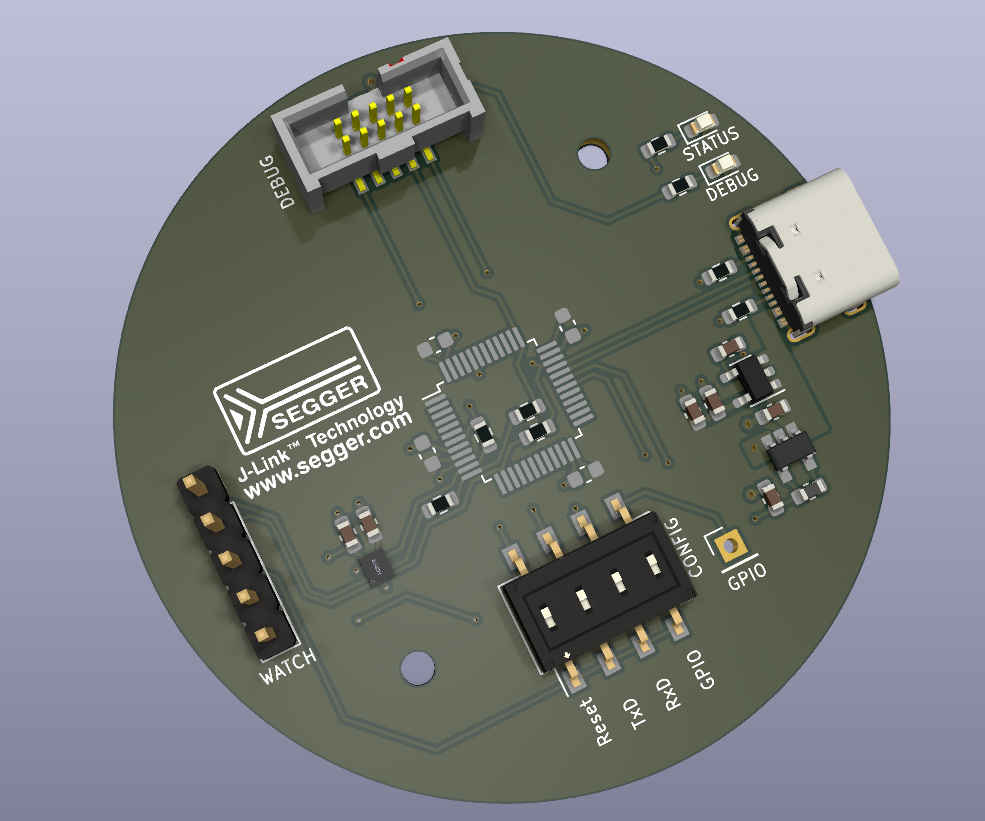 STATUS
DEBUG
DEBUG
SEGGER
J-Link™ Technology
www.segger.com
CONFIG
GPIO
WATCH
Reset
TxD
RxD
GPIO